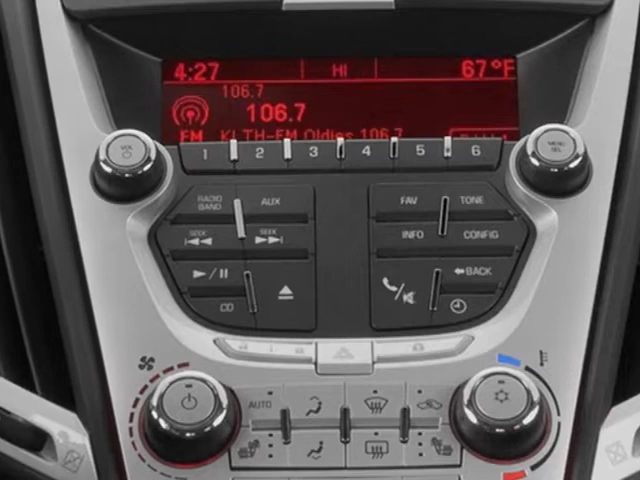 4:27 HI 67°F
106.7
106.7
FM KLTH-FM Oldies 106.7
VOL
1 2 3 4 5 6
MENU
SEL
RADIO
BAND AUX
FAV TONE
SEEK SEEK
INFO CONFIG
BACK
CD
AUTO